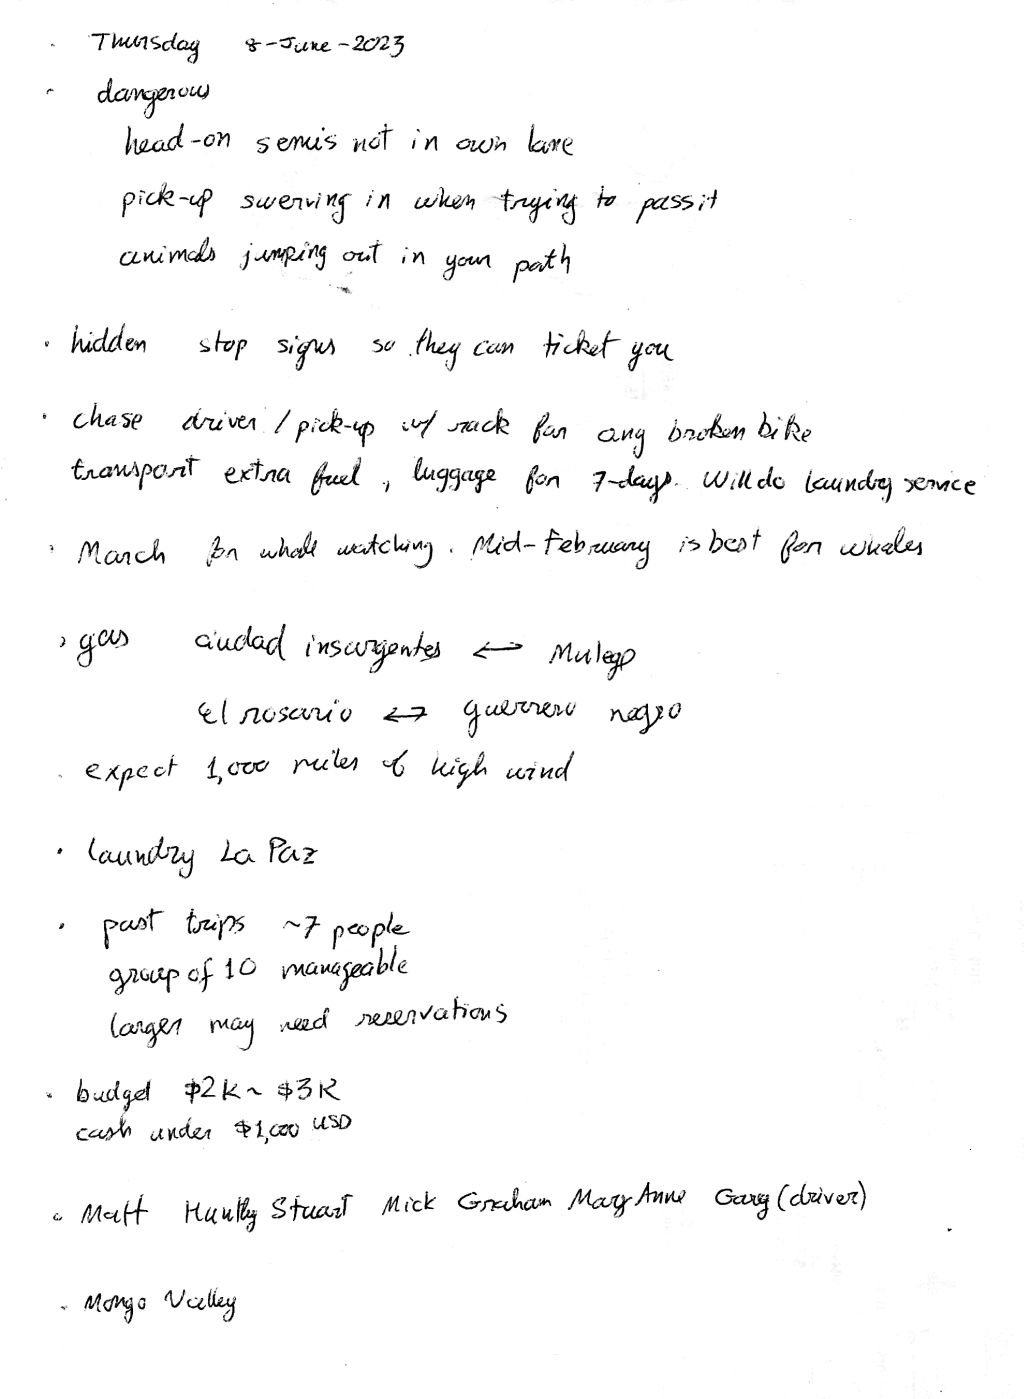 · Thursday 8-June-2023
· dangerous
head-on semis not in own lane
pick-up swerving in when trying to pass it
animals jumping out in your path
· hidden stop signs so they can ticket you
· chase driver / pick-up w/ rack for any broken bike
transport extra fuel, luggage for 7-days. Will do laundry service
· March for whale watching. Mid-February is best for whales
· gas ciudad insurgentes ↔ Mulege
El rosario ↔ guerrero negro
· expect 1,000 miles of high wind
· laundry La Paz
· past trips ~7 people
group of 10 manageable
larger may need reservations
· budget $2K ~ $3K
cash under $1,000 USD
· Matt Huntly Stuart Mick Graham Mary Anne Gary (driver)
· Mongo Valley